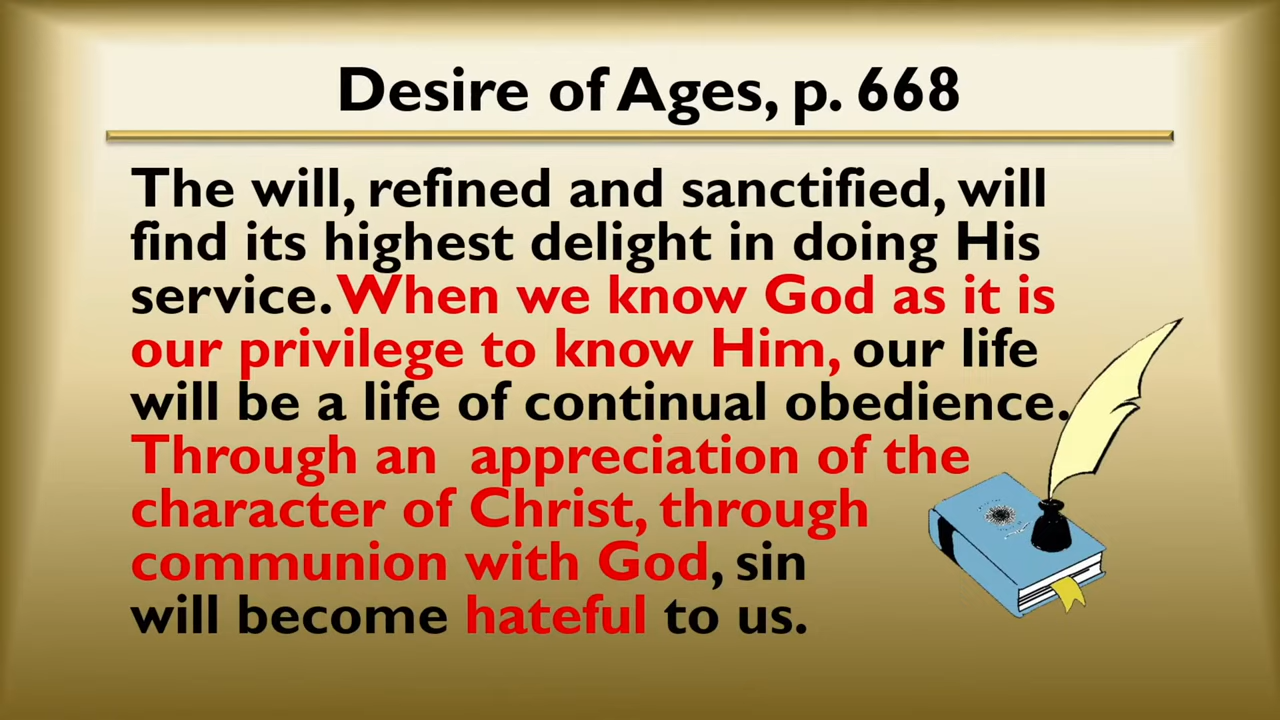 Desire of Ages, p. 668
The will, refined and sanctified, will
find its highest delight in doing His
service. When we know God as it is
our privilege to know Him, our life
will be a life of continual obedience.
Through an appreciation of the
character of Christ, through
communion with God, sin
will become hateful to us.